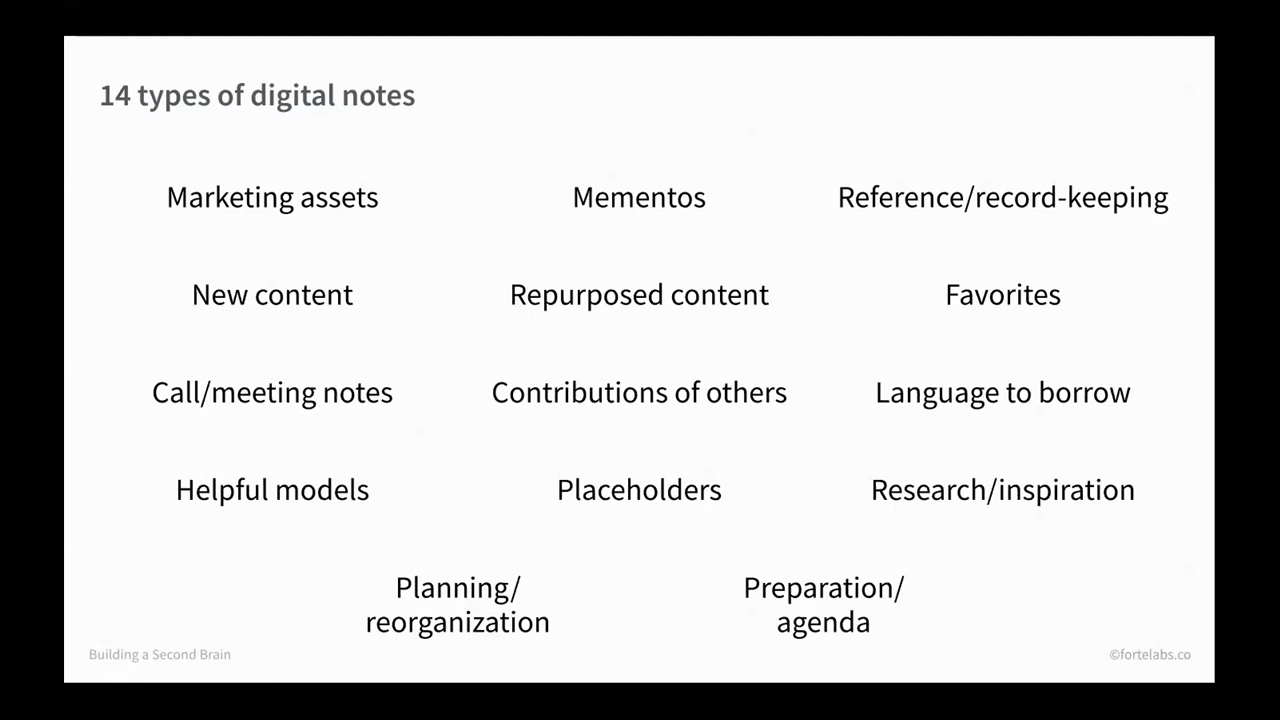 14 types of digital notes
Marketing assets
Mementos
Reference/record-keeping
New content
Repurposed content
Favorites
Call/meeting notes
Contributions of others
Language to borrow
Helpful models
Placeholders
Research/inspiration
Planning/
reorganization
Preparation/
agenda
Building a Second Brain
©fortelabs.co